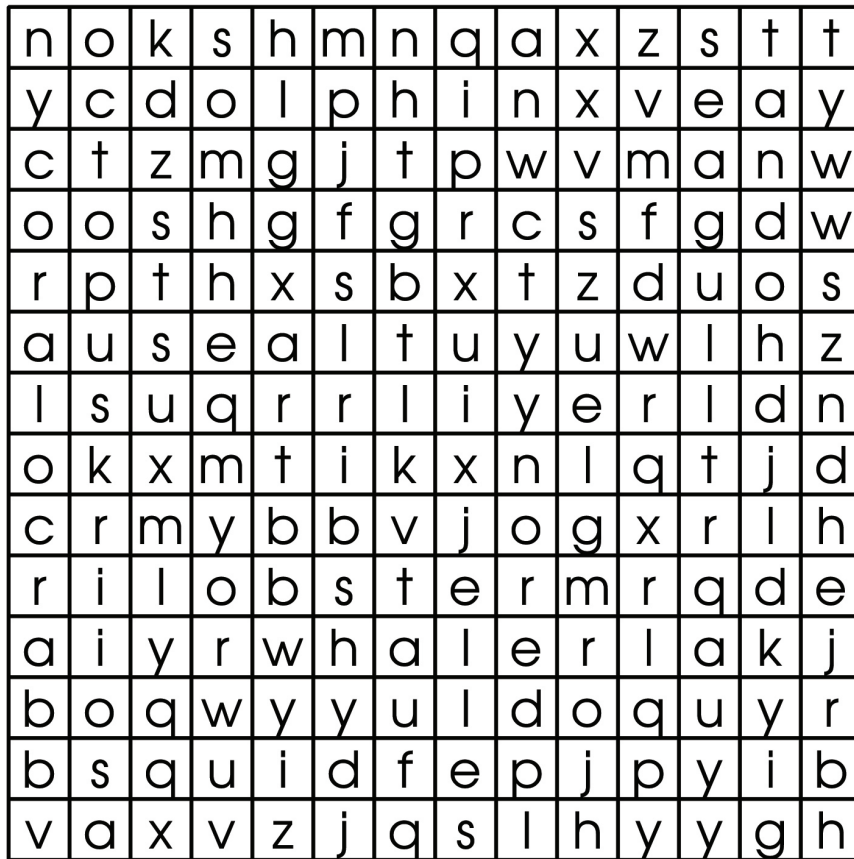 n o k s h m n q a x z s t t
y c d o l p h i n x v e a y
c t z m g j t p w v m a n w
o o s h g f g r c s f g d w
r p t h x s b x t z d u o s
a u s e a l t u y u w l h z
l s u q r r l i y e r l d n
o k x m t i k x n l q t j d
c r m y b b v j o g x r l h
r i l o b s t e r m r q d e
a i y r w h a l e r l a k j
b o q w y y u l d o q u y r
b s q u i d f e p j p y i b
v a x v z j q s l h y y g h